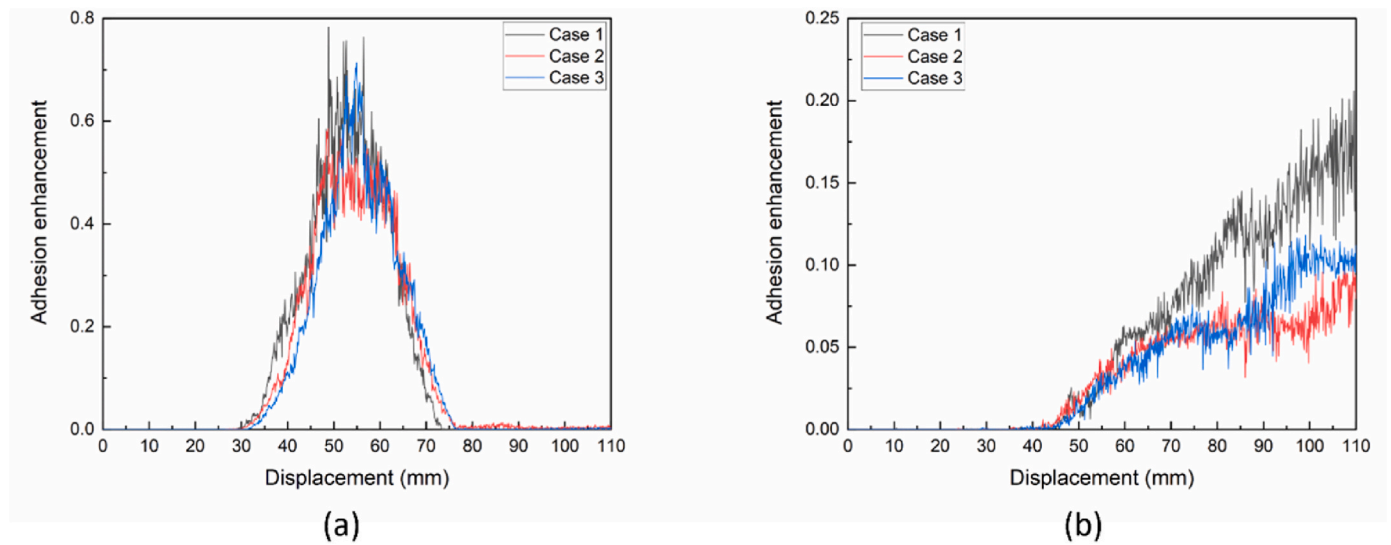 0.8
0.6
0.4
0.2
0.0
Adhesion enhancement
Case 1
Case 2
Case 3
0 10 20 30 40 50 60 70 80 90 100 110
Displacement (mm)
(a)
0.25
0.20
0.15
0.10
0.05
0.00
Adhesion enhancement
Case 1
Case 2
Case 3
0 10 20 30 40 50 60 70 80 90 100 110
Displacement (mm)
(b)